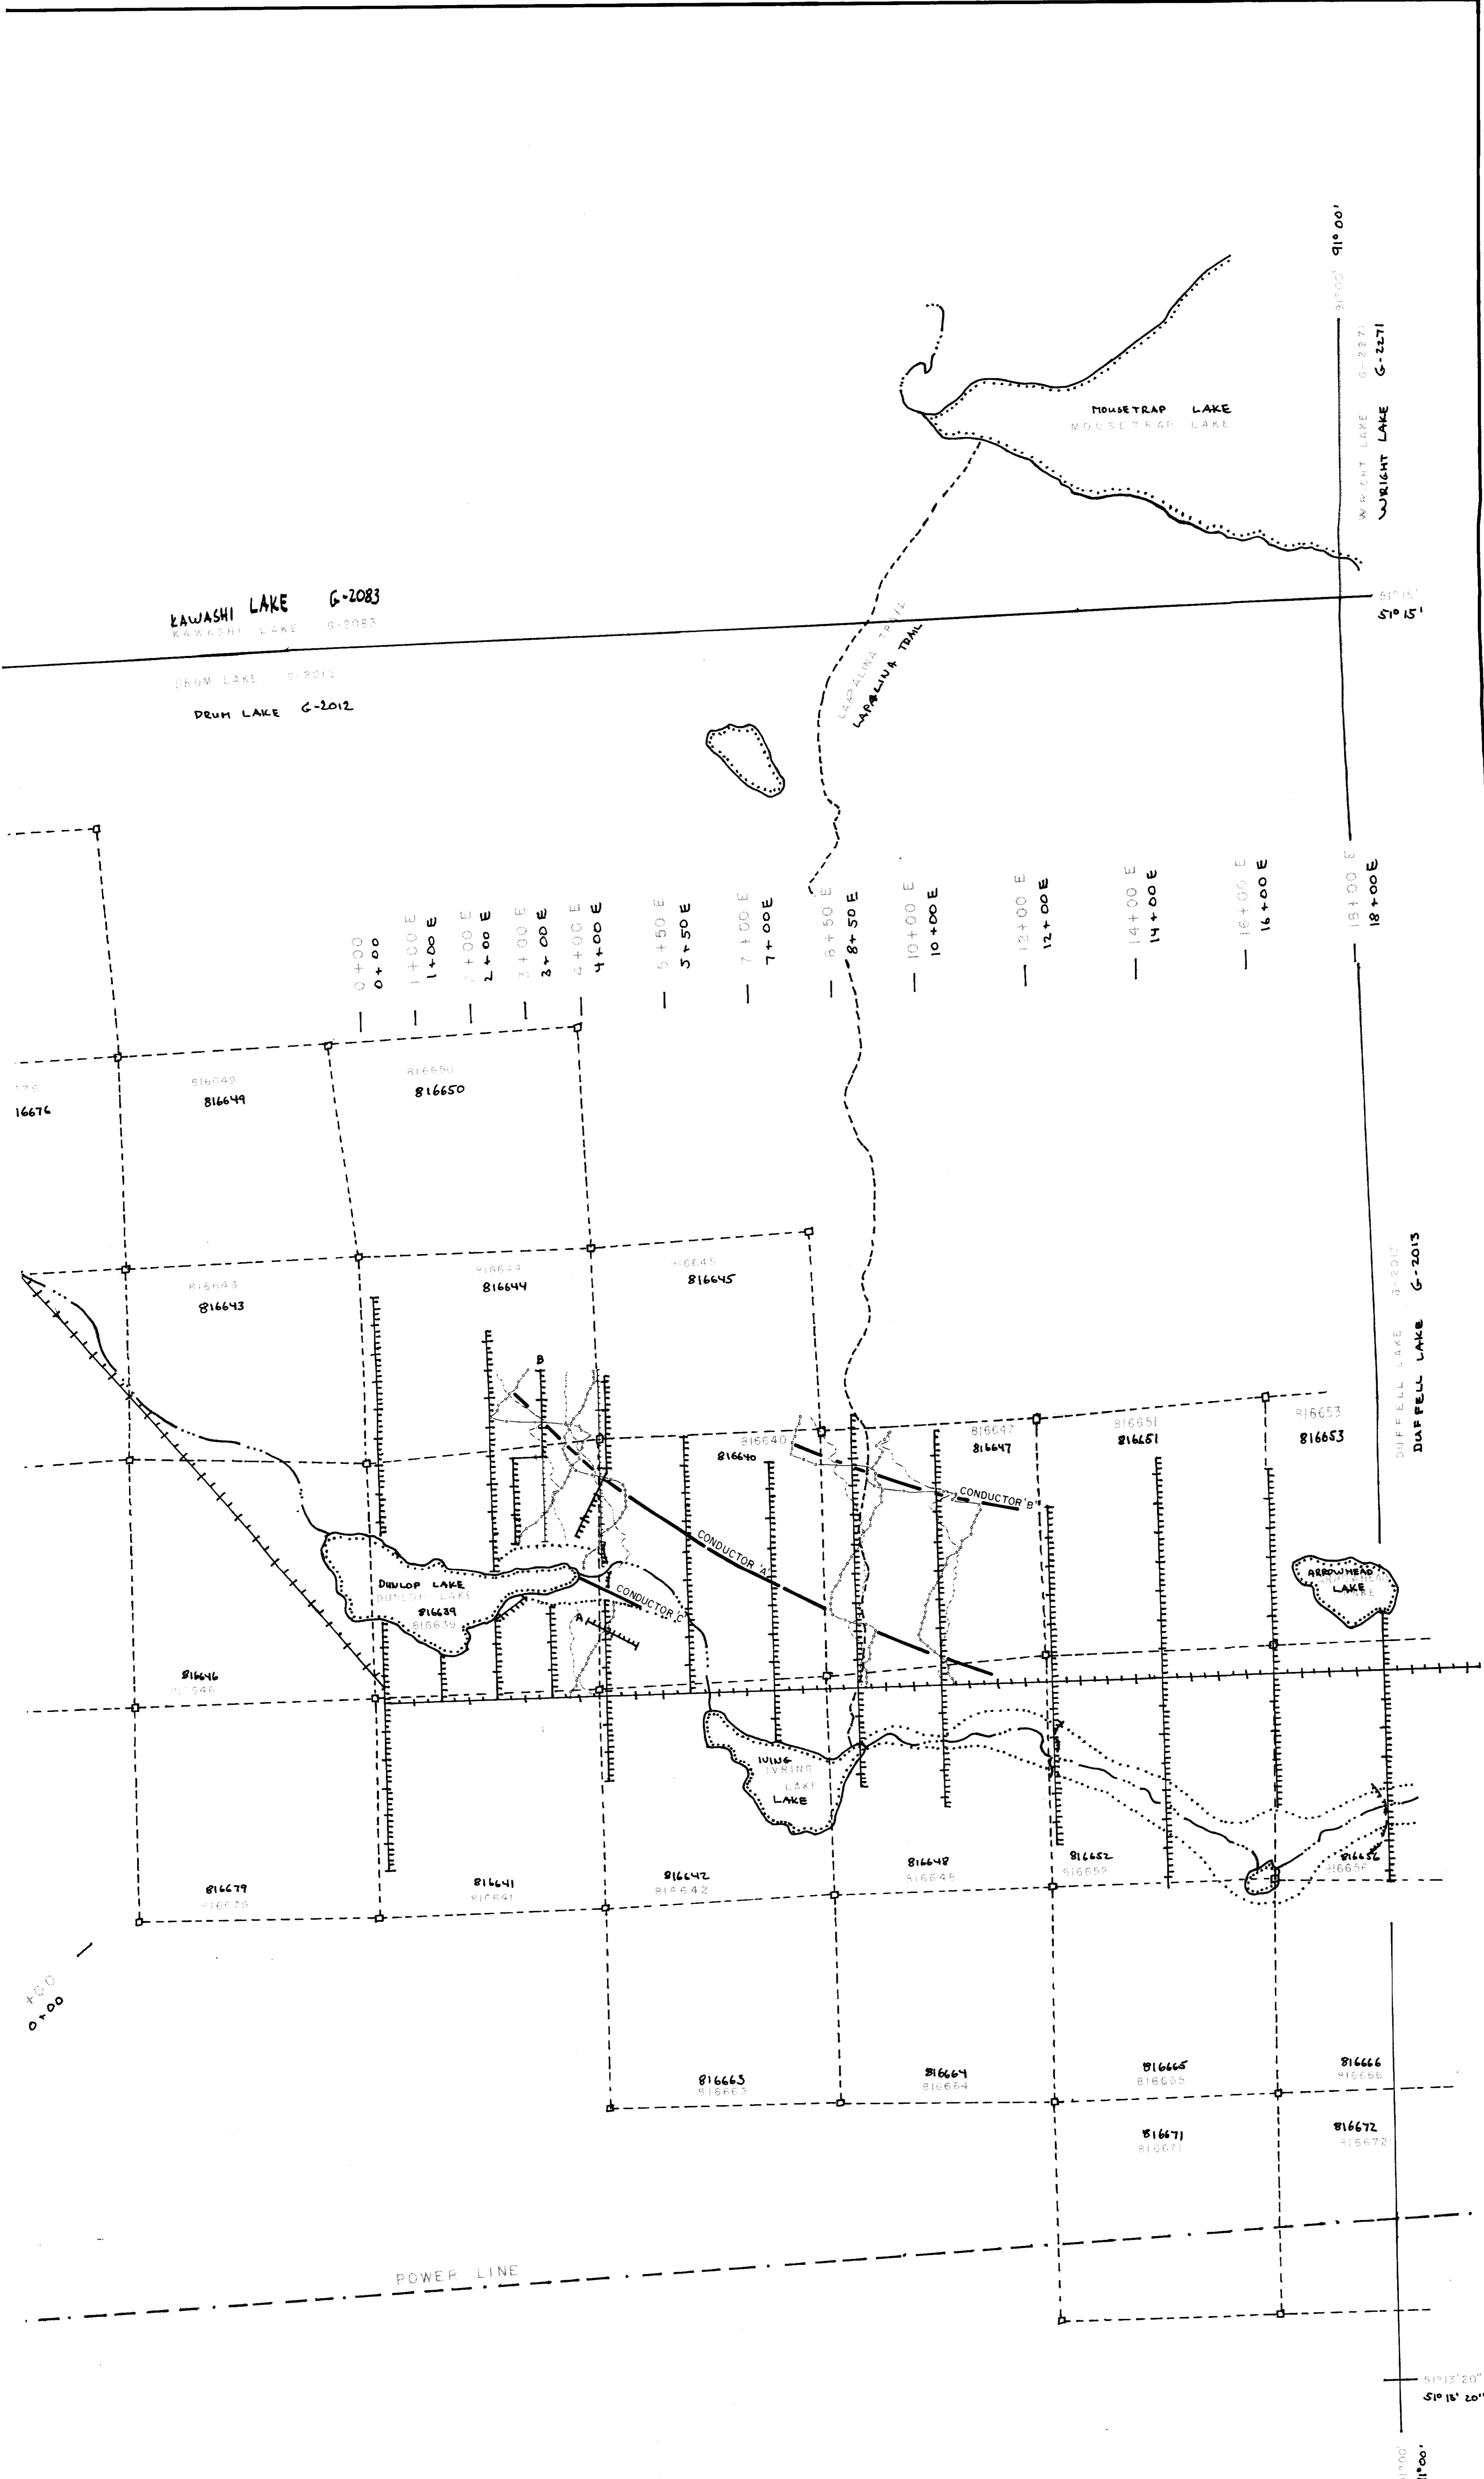 91°00'
91°00'
WRIGHT LAKE G-2271
WRIGHT LAKE G-2271
MOUSETRAP LAKE
MOUSETRAP LAKE
51°15'
51°15'
KAWASHI LAKE G-2083
KAWASHI LAKE G-2083
LAPALINA TRAIL
LAPALINA TRAIL
DRUM LAKE G-2012
DRUM LAKE G-2012
0+00
0+00
1+00 E
1+00 E
2+00 E
2+00 E
3+00 E
3+00 E
4+00 E
4+00 E
5+50 E
5+50 E
7+00 E
7+00 E
8+50 E
8+50 E
10+00 E
10+00 E
12+00 E
12+00 E
14+00 E
14+00 E
16+00 E
16+00 E
18+00 E
18+00 E
16676
816649
816649
816650
816650
816643
816643
816644
816644
816645
816645
DUFFELL LAKE G-2013
DUFFELL LAKE G-2013
B
816640
816640
816647
816647
816651
816651
816653
816653
CONDUCTOR 'B'
CONDUCTOR 'A'
CONDUCTOR 'C'
DUNLOP LAKE
DUNLOP LAKE
816639
816639
A
ARROWHEAD
LAKE
816646
816646
IVING
IVRING
LAKE
LAKE
816679
816679
816641
816641
816642
816642
816648
816648
816652
816652
816656
816656
0+00
816663
816663
816664
816664
816665
816665
816666
816666
816671
816671
816672
816672
POWER LINE
51°13'20"
51°13'20"
91°00'